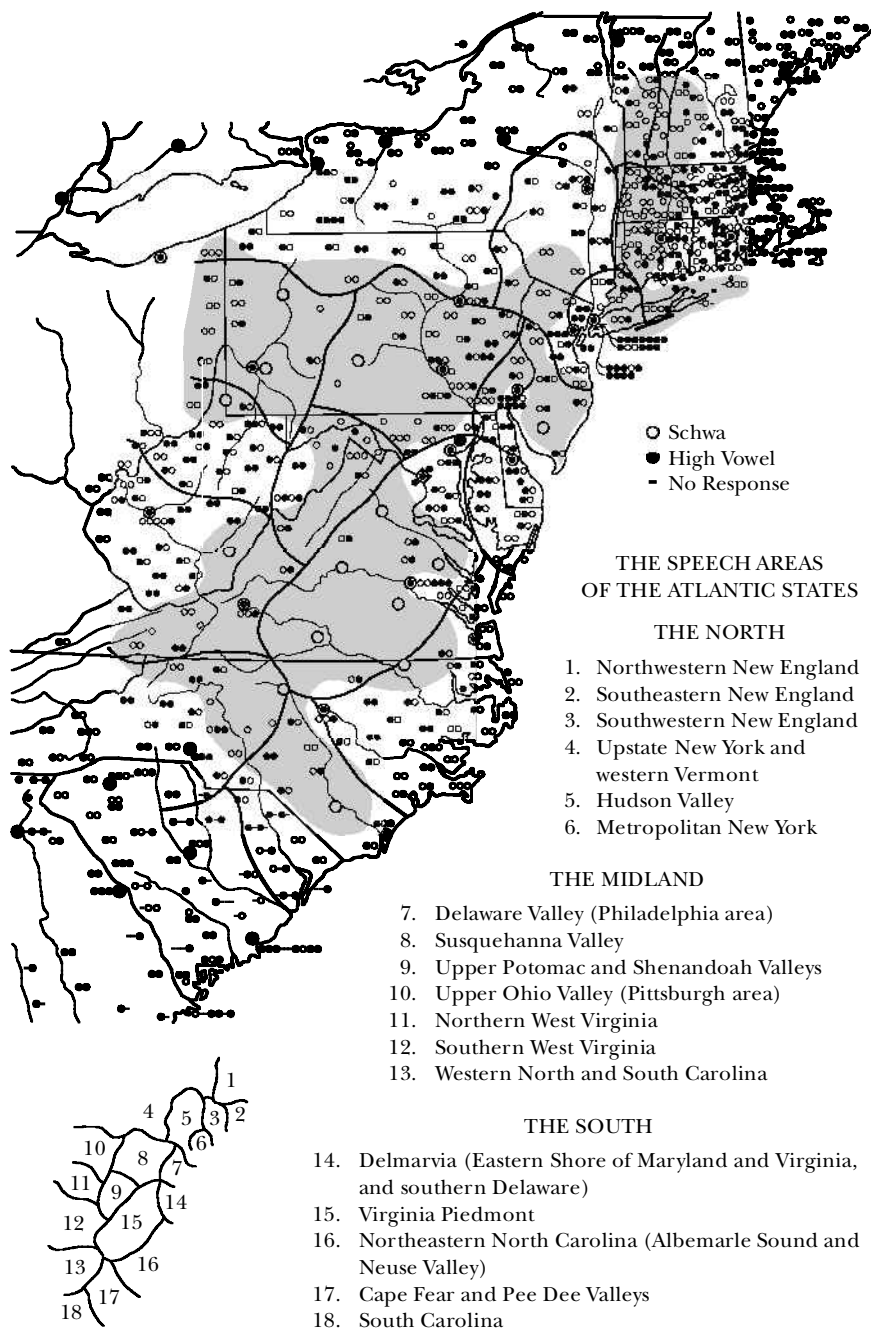 Schwa
High Vowel
No Response
THE SPEECH AREAS
OF THE ATLANTIC STATES
THE NORTH
1. Northwestern New England
2. Southeastern New England
3. Southwestern New England
4. Upstate New York and
western Vermont
5. Hudson Valley
6. Metropolitan New York
THE MIDLAND
7. Delaware Valley (Philadelphia area)
8. Susquehanna Valley
9. Upper Potomac and Shenandoah Valleys
10. Upper Ohio Valley (Pittsburgh area)
11. Northern West Virginia
12. Southern West Virginia
13. Western North and South Carolina
THE SOUTH
14. Delmarvia (Eastern Shore of Maryland and Virginia,
and southern Delaware)
15. Virginia Piedmont
16. Northeastern North Carolina (Albemarle Sound and
Neuse Valley)
17. Cape Fear and Pee Dee Valleys
18. South Carolina
1
4
5
3
2
6
10
8
7
11
9
14
12
15
13
16
17
18